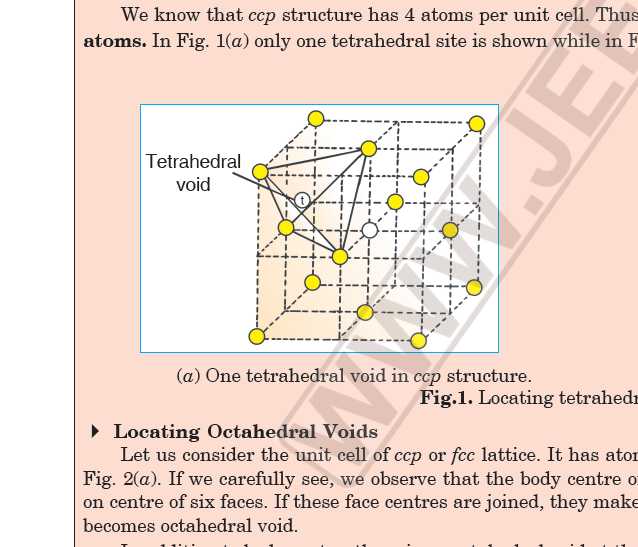 We know that ccp structure has 4 atoms per unit cell. Thus
atoms. In Fig. 1(a) only one tetrahedral site is shown while in F
Tetrahedral
void
t
(a) One tetrahedral void in ccp structure.
Fig.1. Locating tetrahedr
Locating Octahedral Voids
Let us consider the unit cell of ccp or fcc lattice. It has ato
Fig. 2(a). If we carefully see, we observe that the body centre o
on centre of six faces. If these face centres are joined, they make
becomes octahedral void.
WWW.JEE